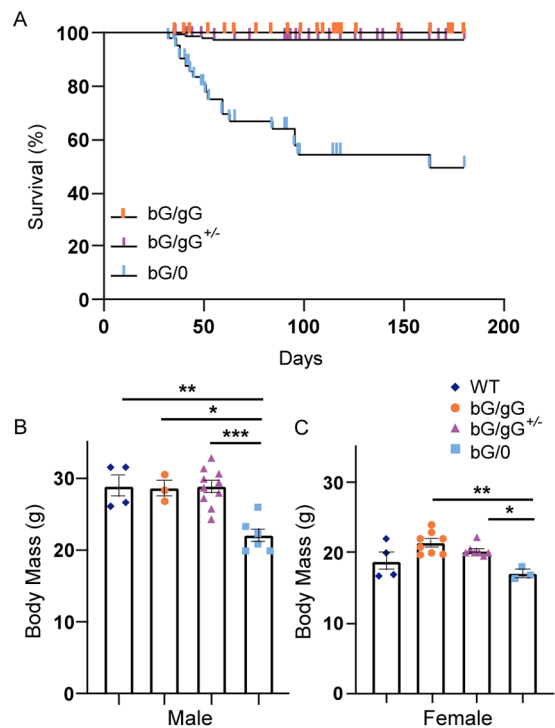 A
Survival (%)
100
80
60
40
20
0
bG/gG
bG/gG+/-
bG/0
0 50 100 150 200
Days
B
** 
*
***
Body Mass (g)
30
20
10
0
Male
WT
bG/gG
bG/gG+/-
bG/0
C
**
*
Body Mass (g)
30
20
10
0
Female